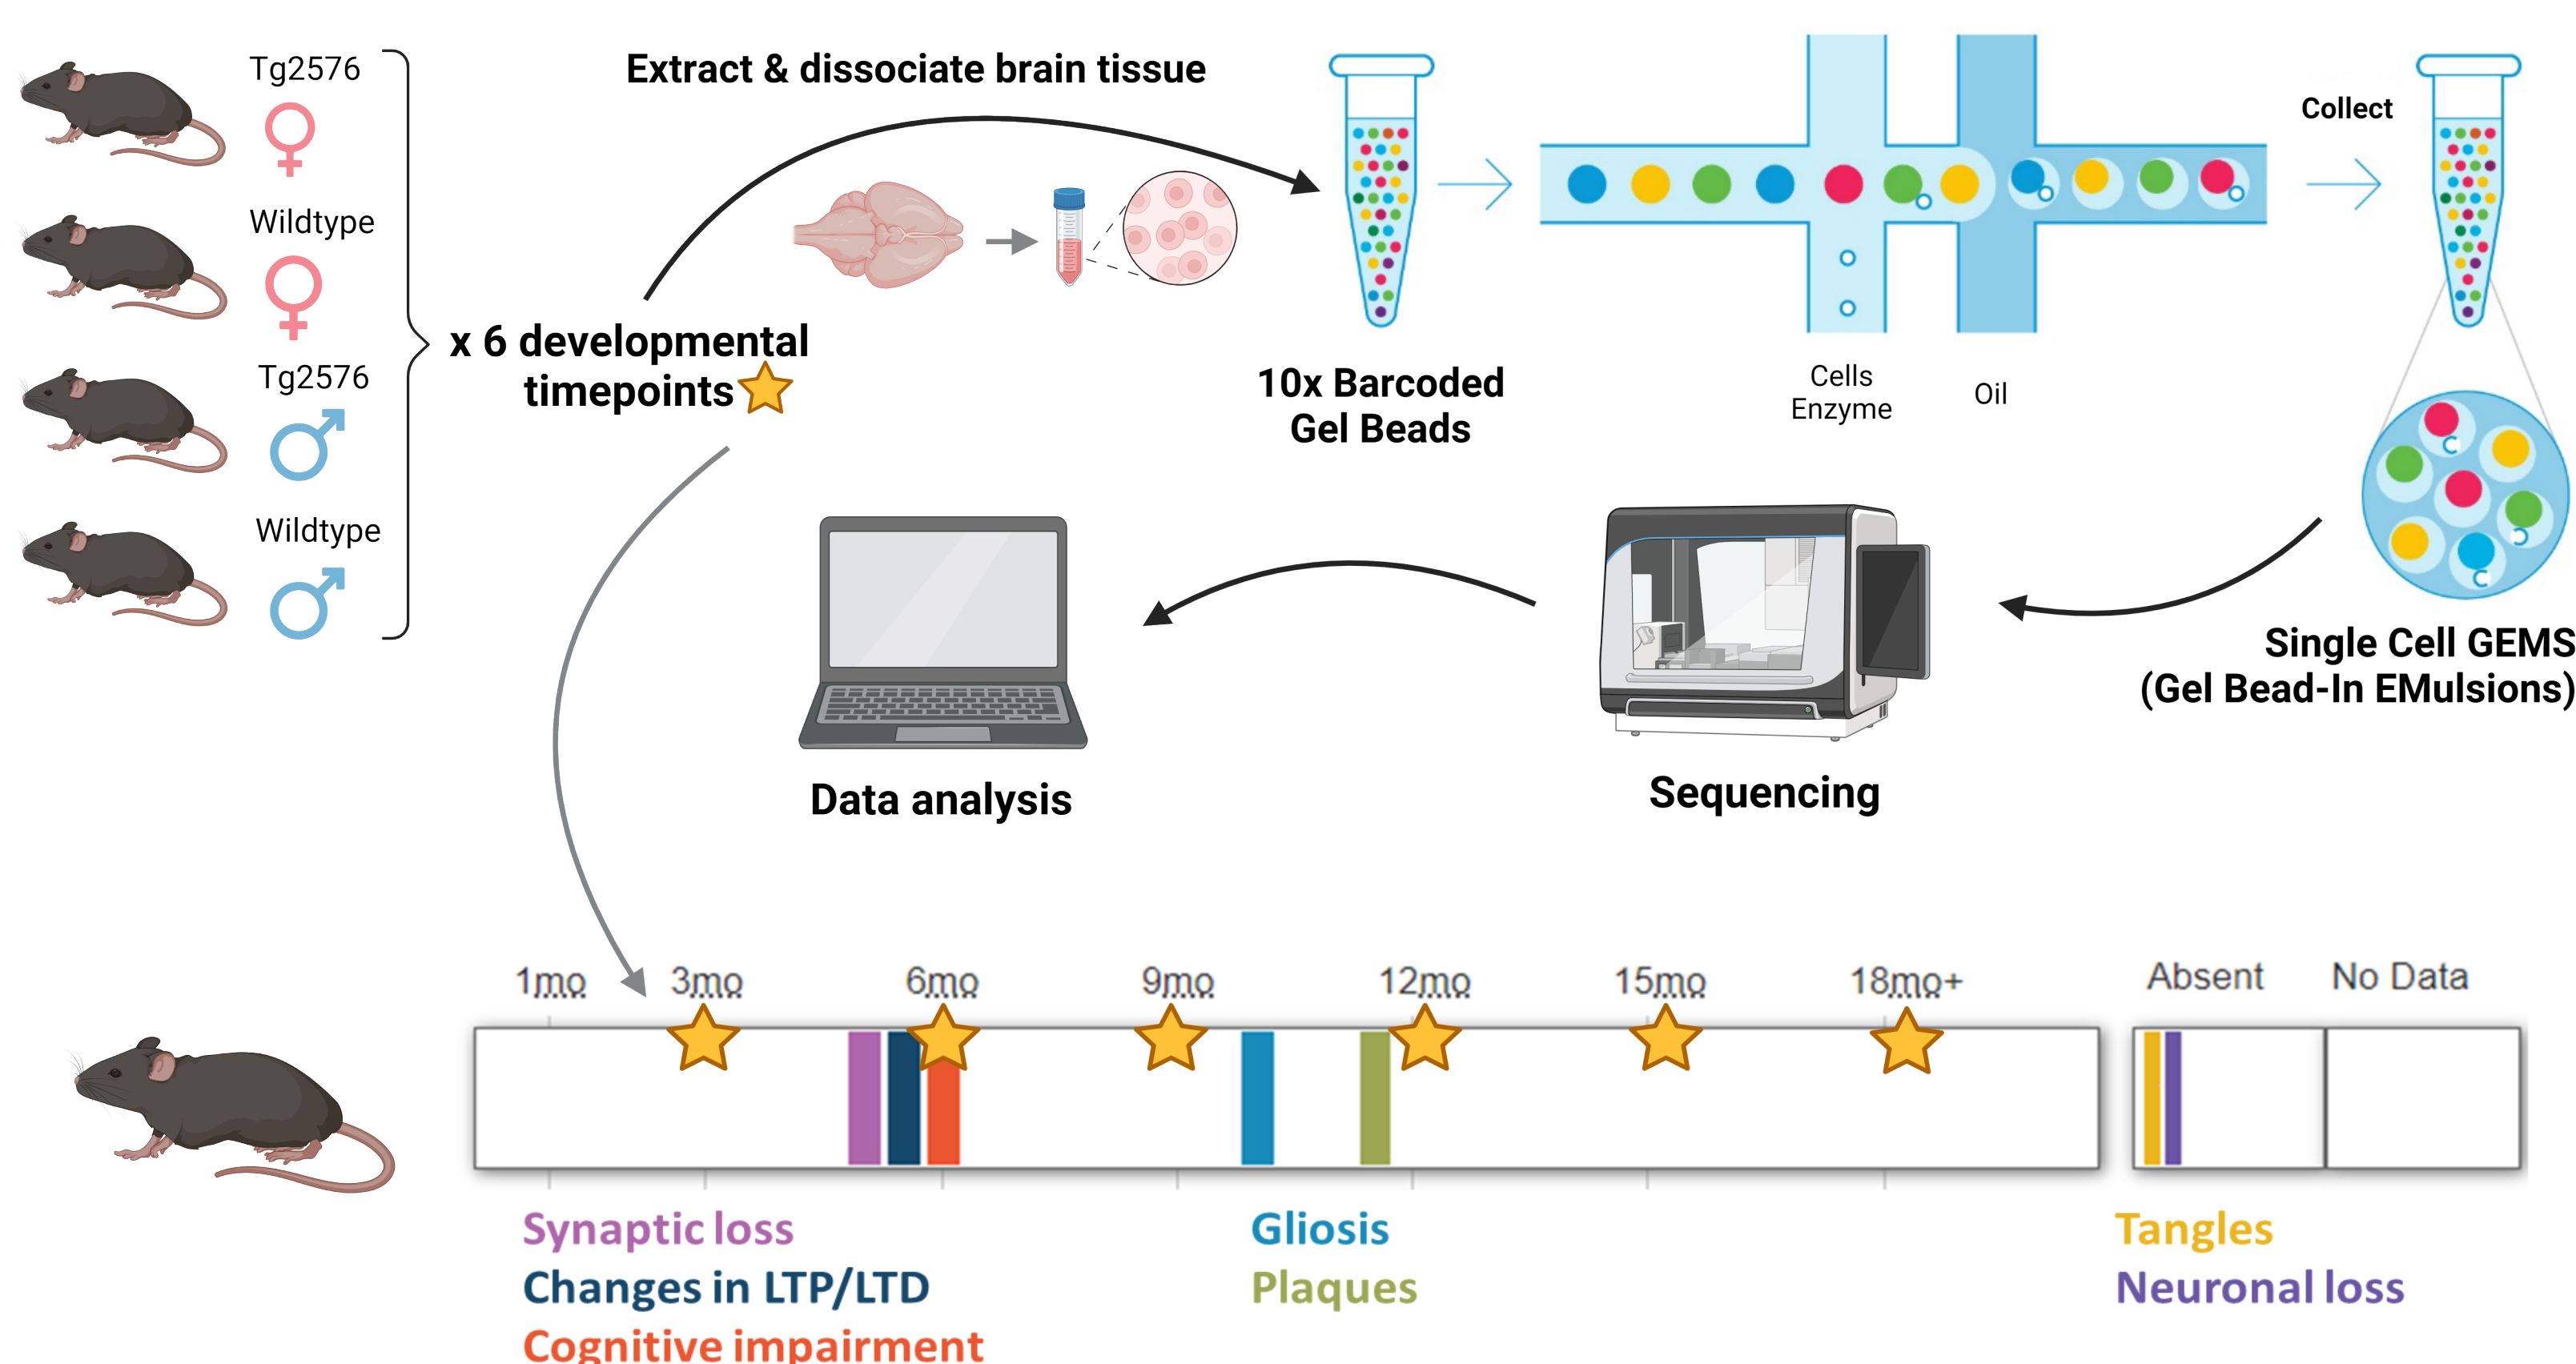 Tg2576
Wildtype
Tg2576
Wildtype
x 6 developmental
timepoints
Extract & dissociate brain tissue
10x Barcoded
Gel Beads
Cells
Enzyme
Oil
Collect
Single Cell GEMS
(Gel Bead-In EMulsions)
Sequencing
Data analysis
1mo
3mo
6mo
9mo
12mo
15mo
18mo+
Absent
No Data
Synaptic loss
Changes in LTP/LTD
Cognitive impairment
Gliosis
Plaques
Tangles
Neuronal loss